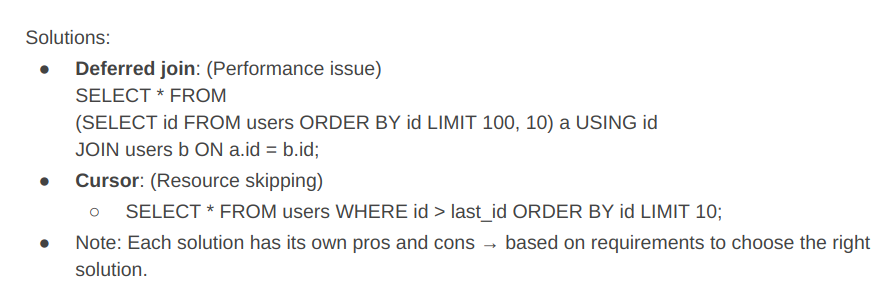 Solutions:
● Deferred join: (Performance issue)
SELECT * FROM
(SELECT id FROM users ORDER BY id LIMIT 100, 10) a USING id
JOIN users b ON a.id = b.id;
● Cursor: (Resource skipping)
○ SELECT * FROM users WHERE id > last_id ORDER BY id LIMIT 10;
● Note: Each solution has its own pros and cons → based on requirements to choose the right
solution.